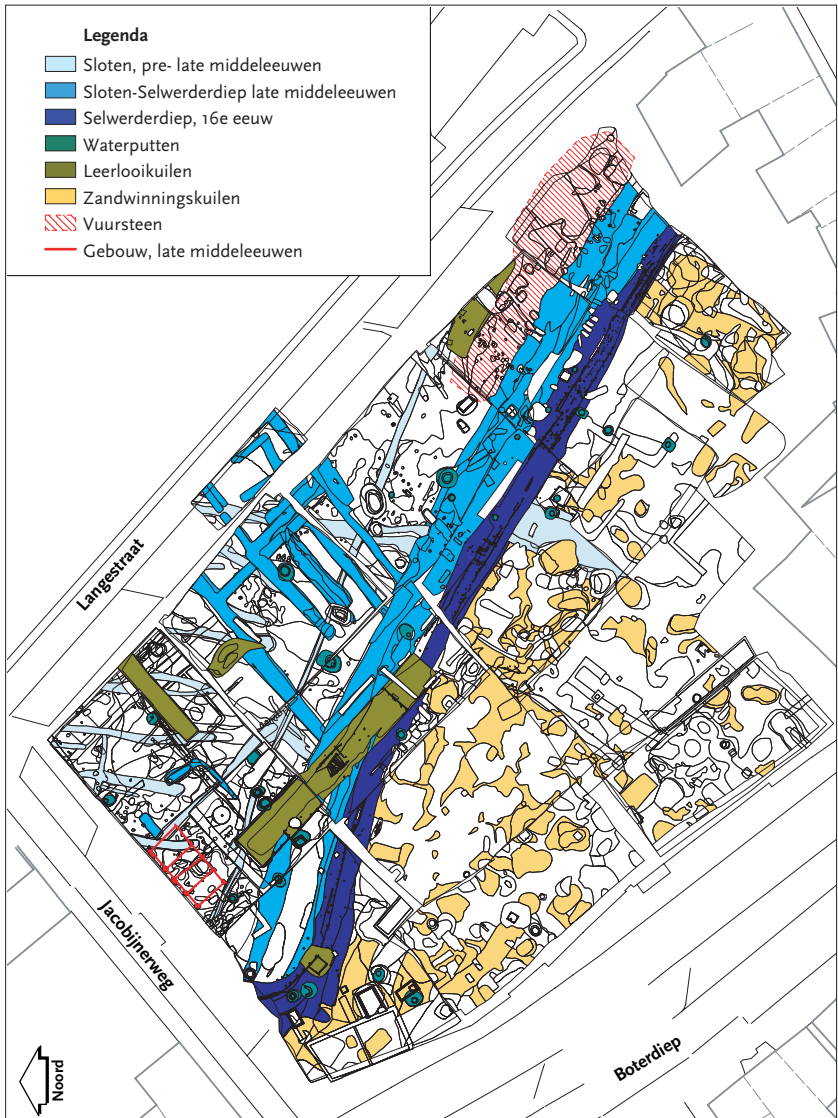 Legenda
Sloten, pre- late middeleeuwen
Sloten-Selwerderdiep late middeleeuwen
Selwerderdiep, 16e eeuw
Waterputten
Leerlooikuilen
Zandwinningskuilen
Vuursteen
Gebouw, late middeleeuwen
Langestraat
Jacobijnerweg
Boterdiep
Noord